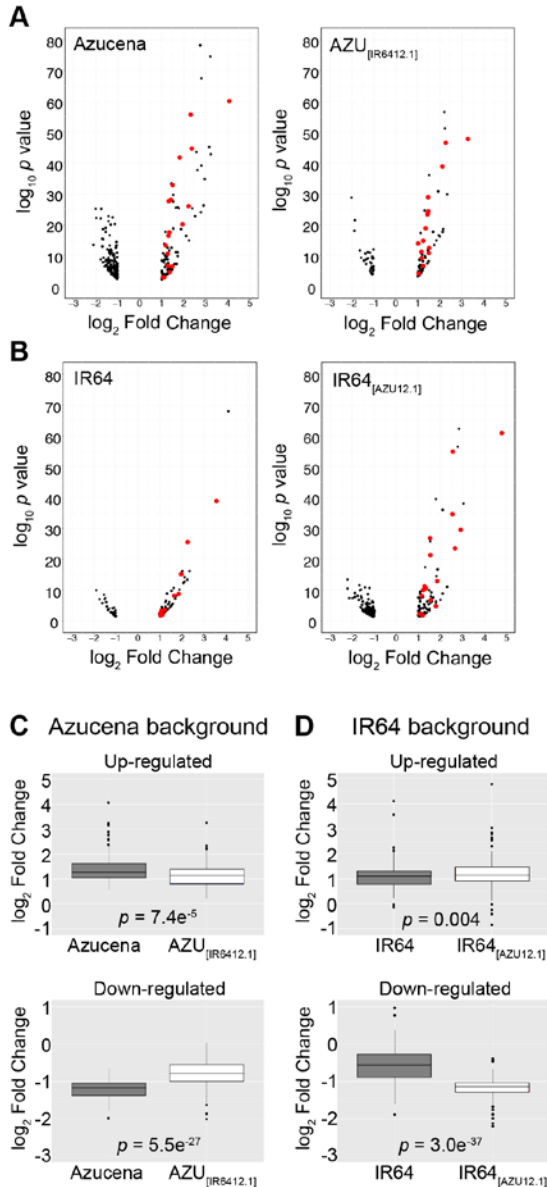 A
Azucena
AZU[IR6412.1]
80
70
60
50
40
30
20
10
0
log10 p value
-3 -2 -1 0 1 2 3 4 5
log2 Fold Change
80
70
60
50
40
30
20
10
0
log10 p value
-3 -2 -1 0 1 2 3 4 5
log2 Fold Change
B
IR64
IR64[AZU12.1]
80
70
60
50
40
30
20
10
0
log10 p value
-3 -2 -1 0 1 2 3 4 5
log2 Fold Change
80
70
60
50
40
30
20
10
0
log10 p value
-3 -2 -1 0 1 2 3 4 5
log2 Fold Change
C Azucena background
Up-regulated
5
4
3
2
1
0
-1
log2 Fold Change
p = 7.4e-5
Azucena AZU[IR6412.1]
Down-regulated
1
0
-1
-2
-3
log2 Fold Change
p = 5.5e-27
Azucena AZU[IR6412.1]
D IR64 background
Up-regulated
5
4
3
2
1
0
-1
log2 Fold Change
p = 0.004
IR64 IR64[AZU12.1]
Down-regulated
1
0
-1
-2
-3
log2 Fold Change
p = 3.0e-37
IR64 IR64[AZU12.1]